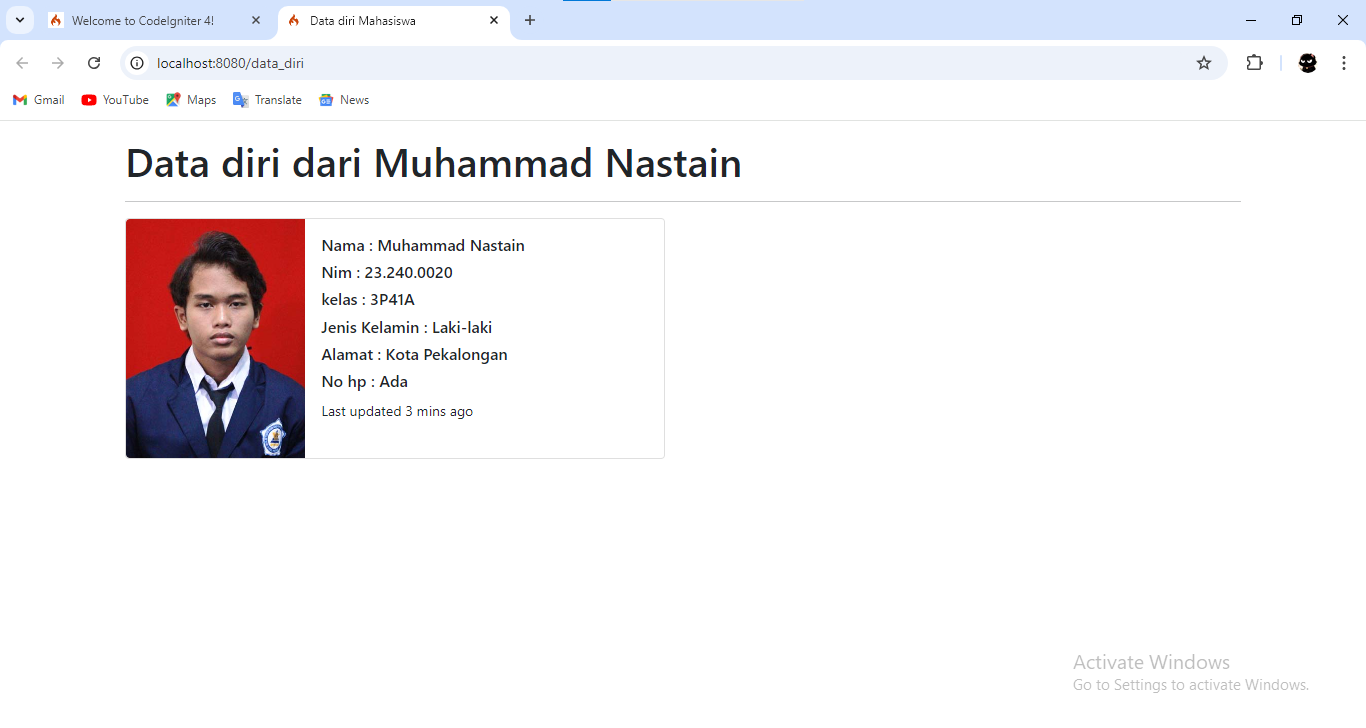 Welcome to CodeIgniter 4!
Data diri Mahasiswa
localhost:8080/data_diri
Gmail
YouTube
Maps
Translate
News
Data diri dari Muhammad Nastain
Nama : Muhammad Nastain
Nim : 23.240.0020
kelas : 3P41A
Jenis Kelamin : Laki-laki
Alamat : Kota Pekalongan
No hp : Ada
Last updated 3 mins ago
Activate Windows
Go to Settings to activate Windows.